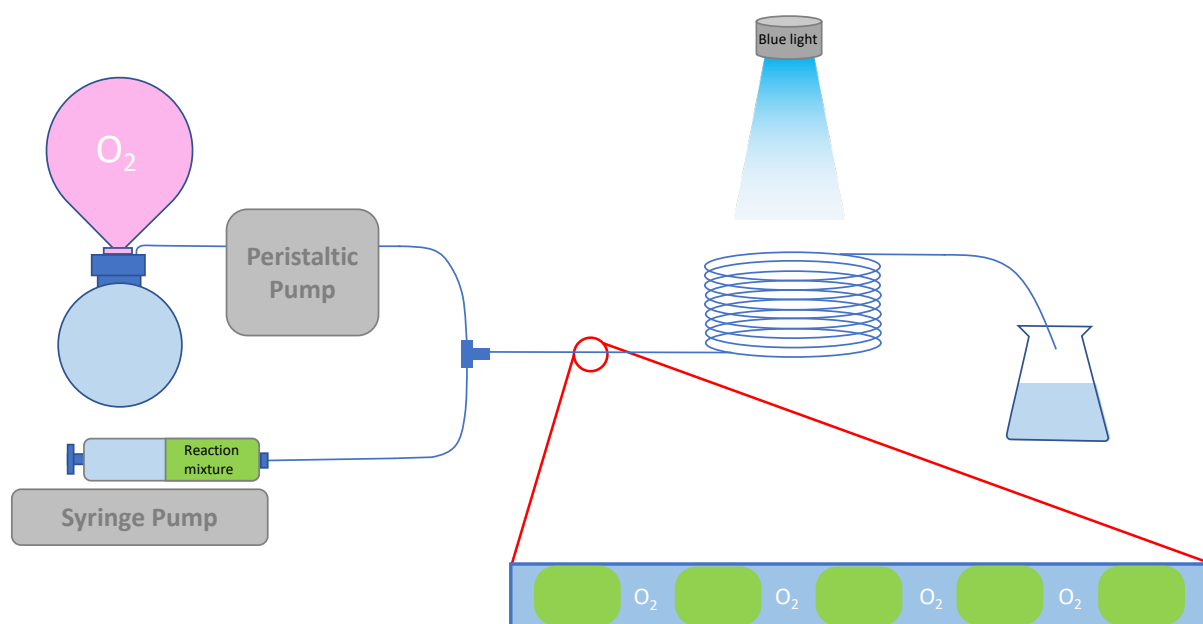 Blue light
O₂
Peristaltic
Pump
Reaction
mixture
Syringe Pump
O₂ O₂ O₂ O₂